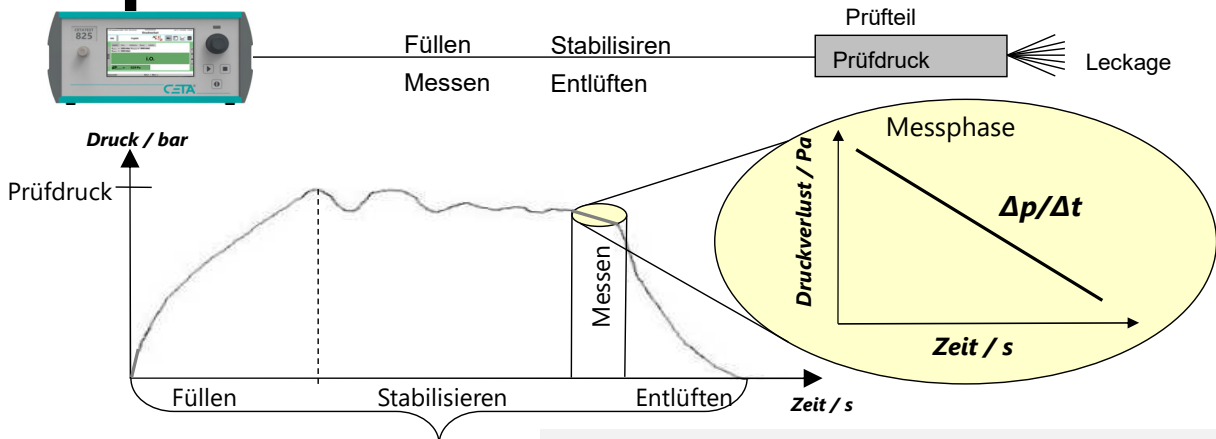 Prüfteil
825
I.O.
CETA
Füllen
Stabilisiren
Messen
Entlüften
Prüfdruck
Leckage
Druck / bar
Prüfdruck
Messphase
Druckverlust / Pa
Δp/Δt
Zeit / s
Messen
Füllen
Stabilisieren
Entlüften
Zeit / s